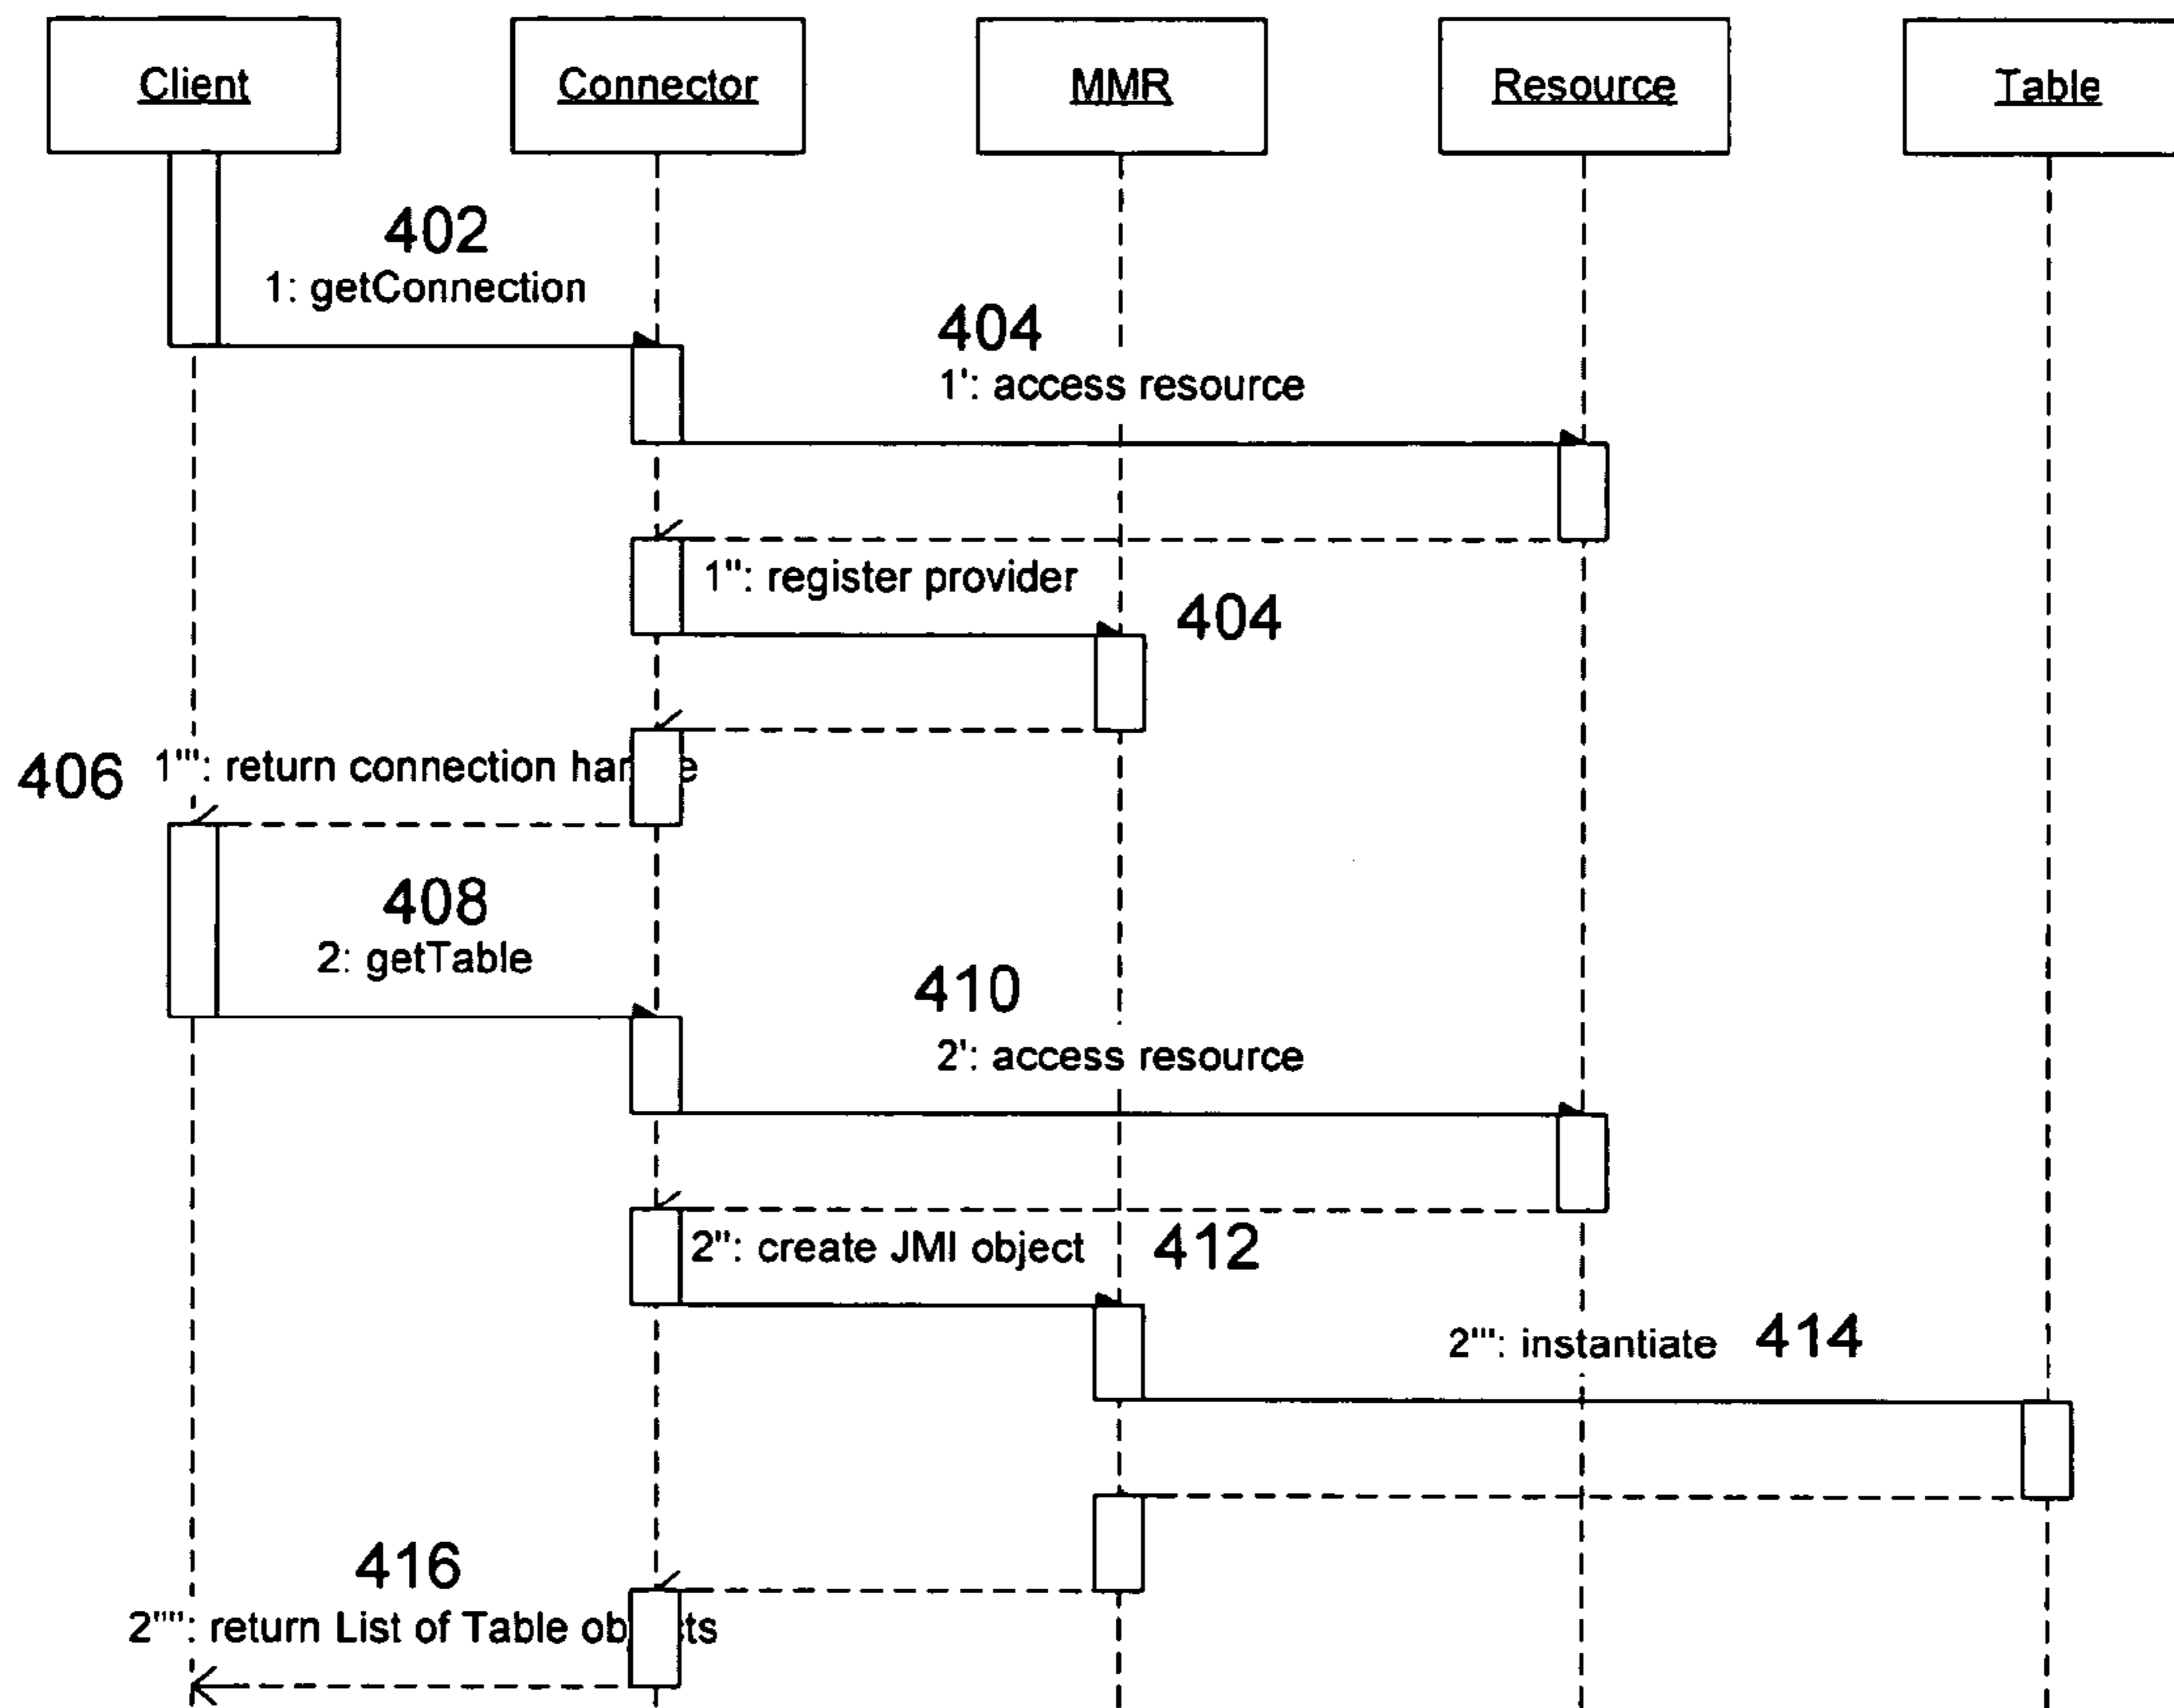 Client
Connector
MMR
Resource
Table
402
1: getConnection
404
1': access resource
1'': register provider
404
406
1''': return connection han e
408
2: getTable
410
2': access resource
2'': create JMI object
412
2''': instantiate
414
416
2'''': return List of Table ob ts